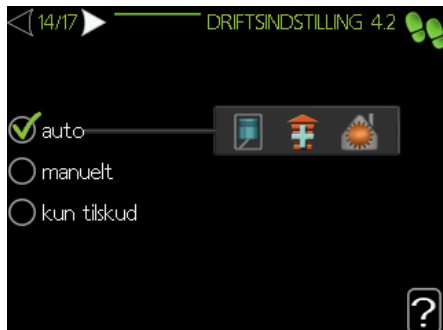 14/17 DRIFTSINDSTILLING 4.2
auto
manuelt
kun tilskud
?